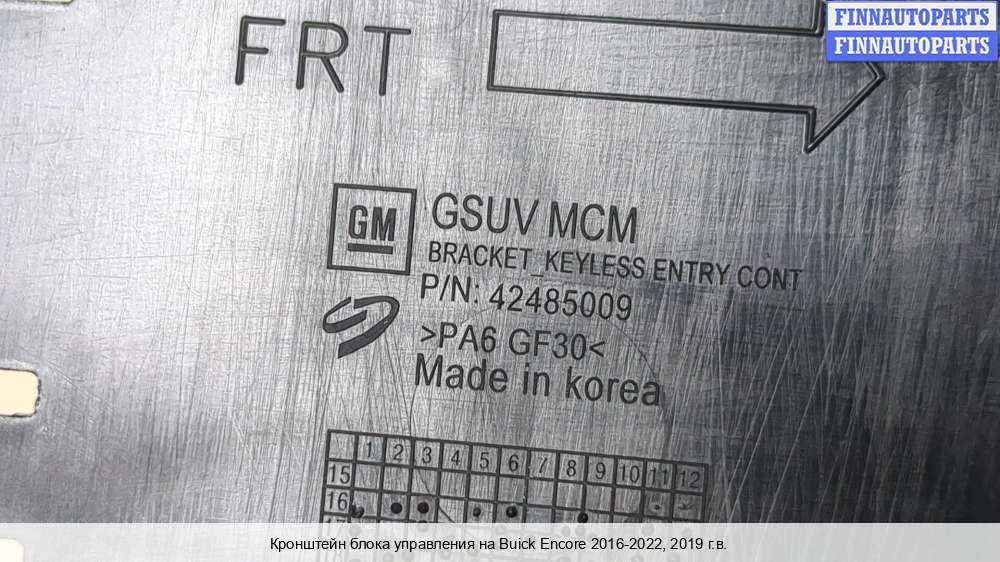 FINNAUTOPARTS
FINNAUTOPARTS
FRT
GM
GSUV MCM
BRACKET_KEYLESS ENTRY CONT
P/N: 42485009
>PA6 GF30<
Made in korea
1 2 3 4 5 6 7 8 9 10 11 12
15
16
Кронштейн блока управления на Buick Encore 2016-2022, 2019 г.в.